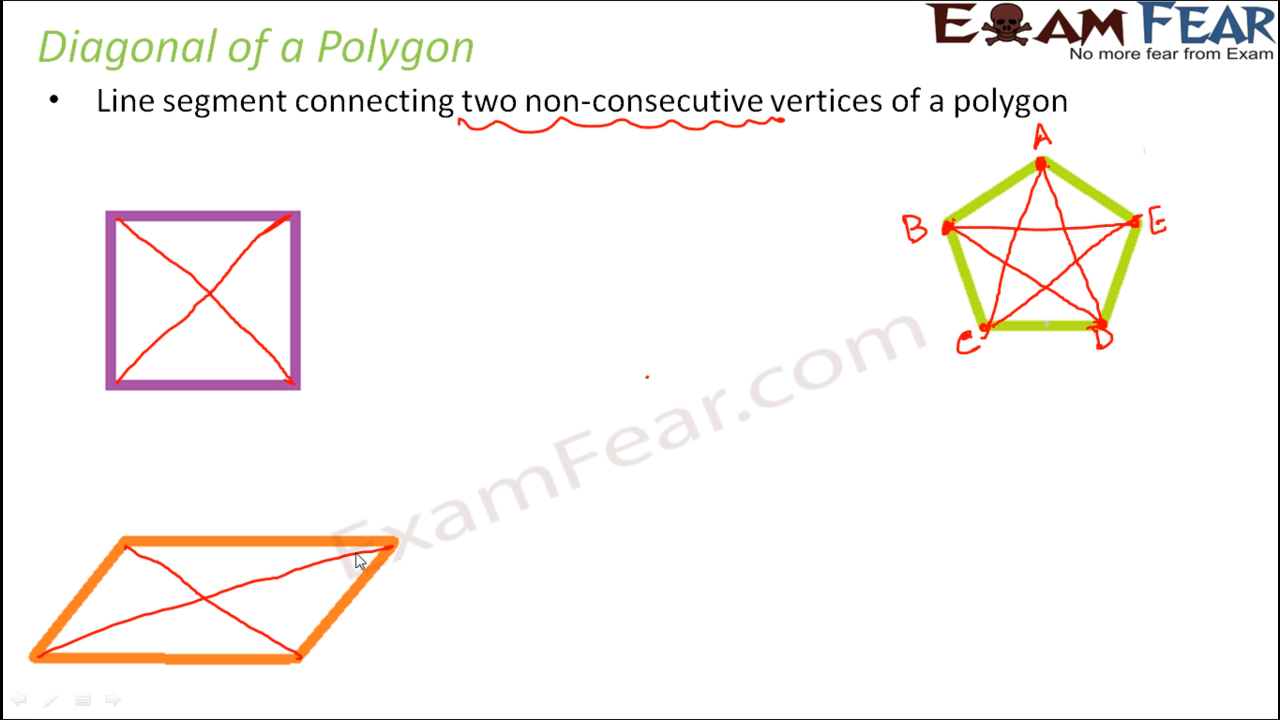 Diagonal of a Polygon
EXAM FEAR
No more fear from Exam
• Line segment connecting two non-consecutive vertices of a polygon
A
B
E
C
D
ExamFear.com